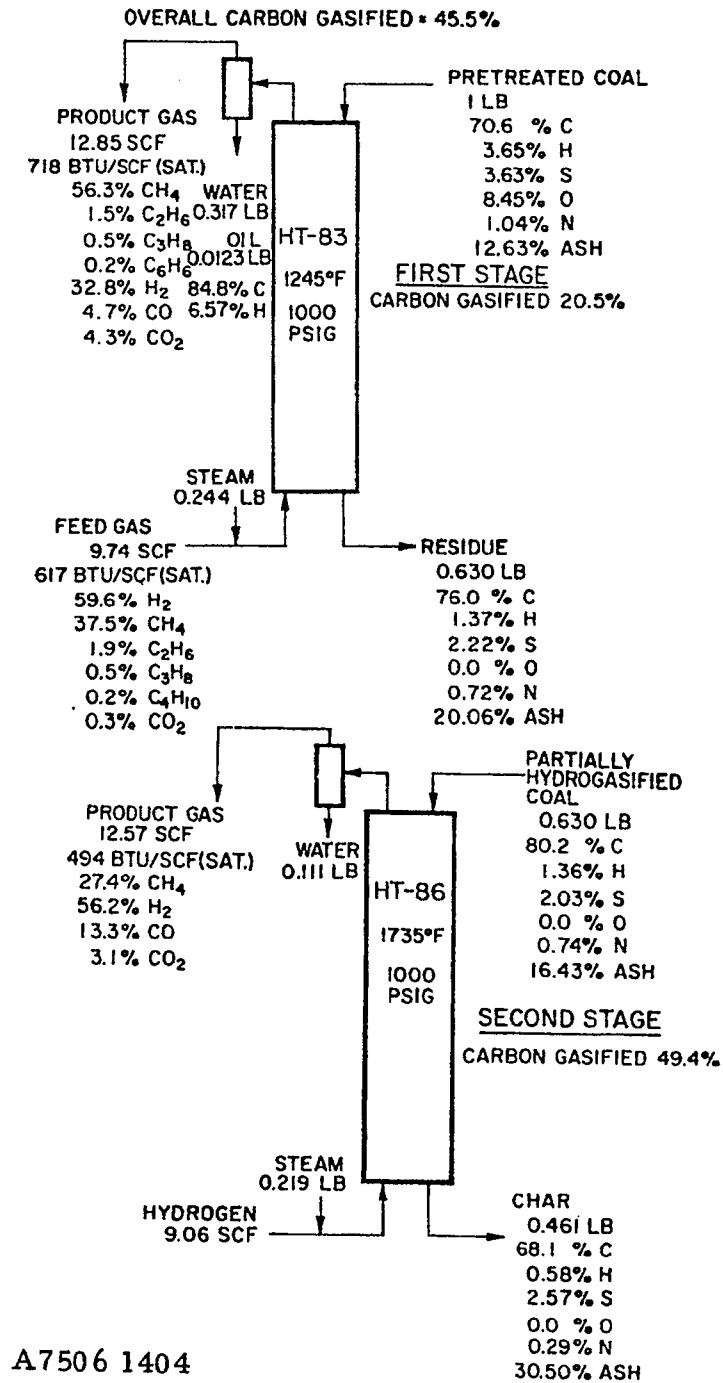 OVERALL CARBON GASIFIED = 45.5%
PRETREATED COAL
1 LB
70.6 % C
3.65% H
3.63% S
8.45% O
1.04% N
12.63% ASH
FIRST STAGE
CARBON GASIFIED 20.5%
PRODUCT GAS
12.85 SCF
718 BTU/SCF (SAT.)
56.3% CH4
1.5% C2H6
0.5% C3H8
0.2% C6H6
32.8% H2
4.7% CO
4.3% CO2
WATER
0.317 LB
OIL
0.0123 LB
84.8% C
6.57% H
HT-83
1245°F
1000
PSIG
STEAM
0.244 LB
FEED GAS
9.74 SCF
617 BTU/SCF (SAT.)
59.6% H2
37.5% CH4
1.9% C2H6
0.5% C3H8
0.2% C4H10
0.3% CO2
RESIDUE
0.630 LB
76.0 % C
1.37% H
2.22% S
0.0 % O
0.72% N
20.06% ASH
PARTIALLY
HYDROGASIFIED
COAL
0.630 LB
80.2 % C
1.36% H
2.03% S
0.0 % O
0.74% N
16.43% ASH
SECOND STAGE
CARBON GASIFIED 49.4%
PRODUCT GAS
12.57 SCF
494 BTU/SCF (SAT.)
27.4% CH4
56.2% H2
13.3% CO
3.1% CO2
WATER
0.111 LB
HT-86
1735°F
1000
PSIG
STEAM
0.219 LB
HYDROGEN
9.06 SCF
CHAR
0.461 LB
68.1 % C
0.58% H
2.57% S
0.0 % O
0.29% N
30.50% ASH
A7506 1404